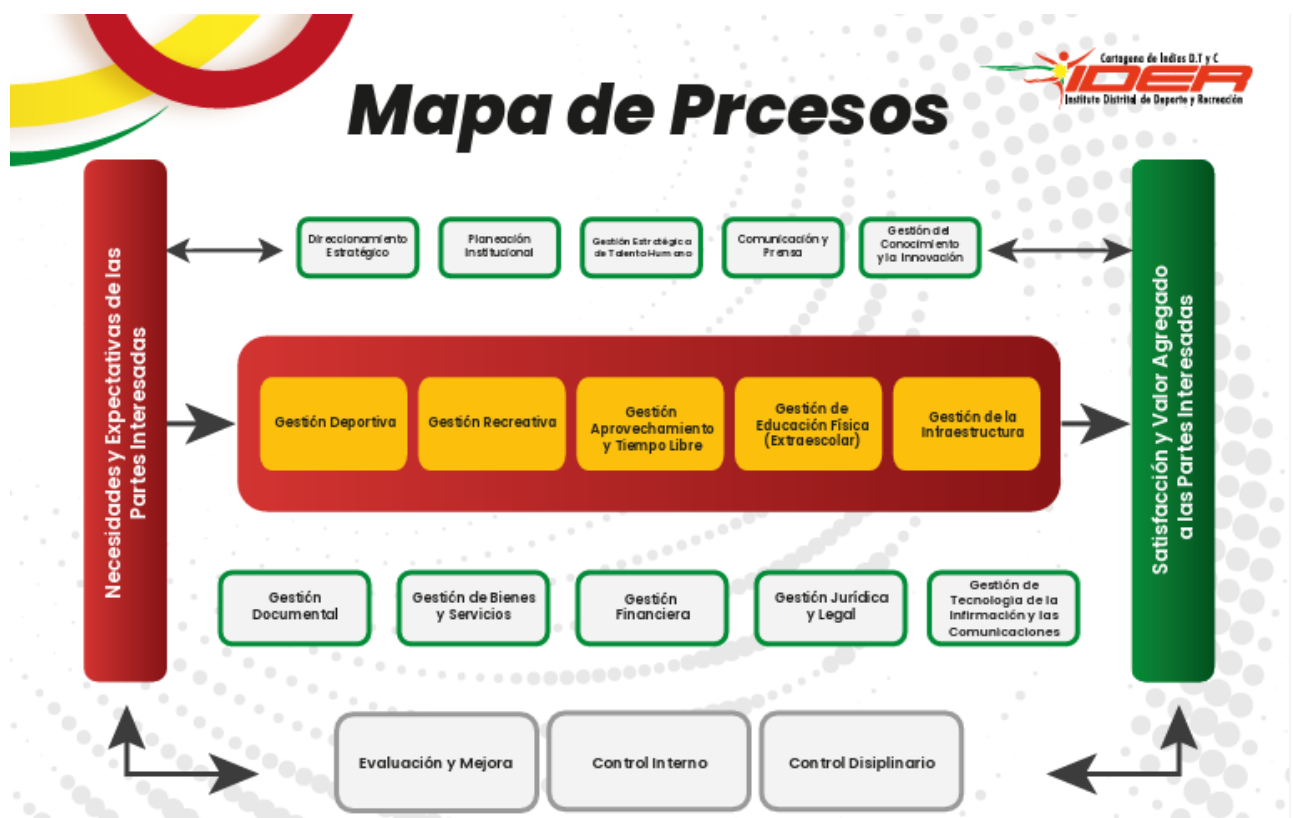 Cartagena de Indias D.T y C
IDER
Instituto Distrital de Deporte y Recreación
Mapa de Prcesos
Necesidades y Expectativas de las
Partes Interesadas
Direccionamiento
Estratégico
Planeación
Institucional
Gestión Estratégica
de Talento Humano
Comunicación y
Prensa
Gestión del
Conocimiento
y la Innovación
Gestión Deportiva
Gestión Recreativa
Gestión
Aprovechamiento
y Tiempo Libre
Gestión de
Educación Física
(Extraescolar)
Gestión de la
Infraestructura
Gestión
Documental
Gestión de Bienes
y Servicios
Gestión
Financiera
Gestión Jurídica
y Legal
Gestión de
Tecnologia de la
Infirmación y las
Comunicaciones
Evaluación y Mejora
Control Interno
Control Disiplinario
Satisfacción y Valor Agregado
a las Partes Interesadas